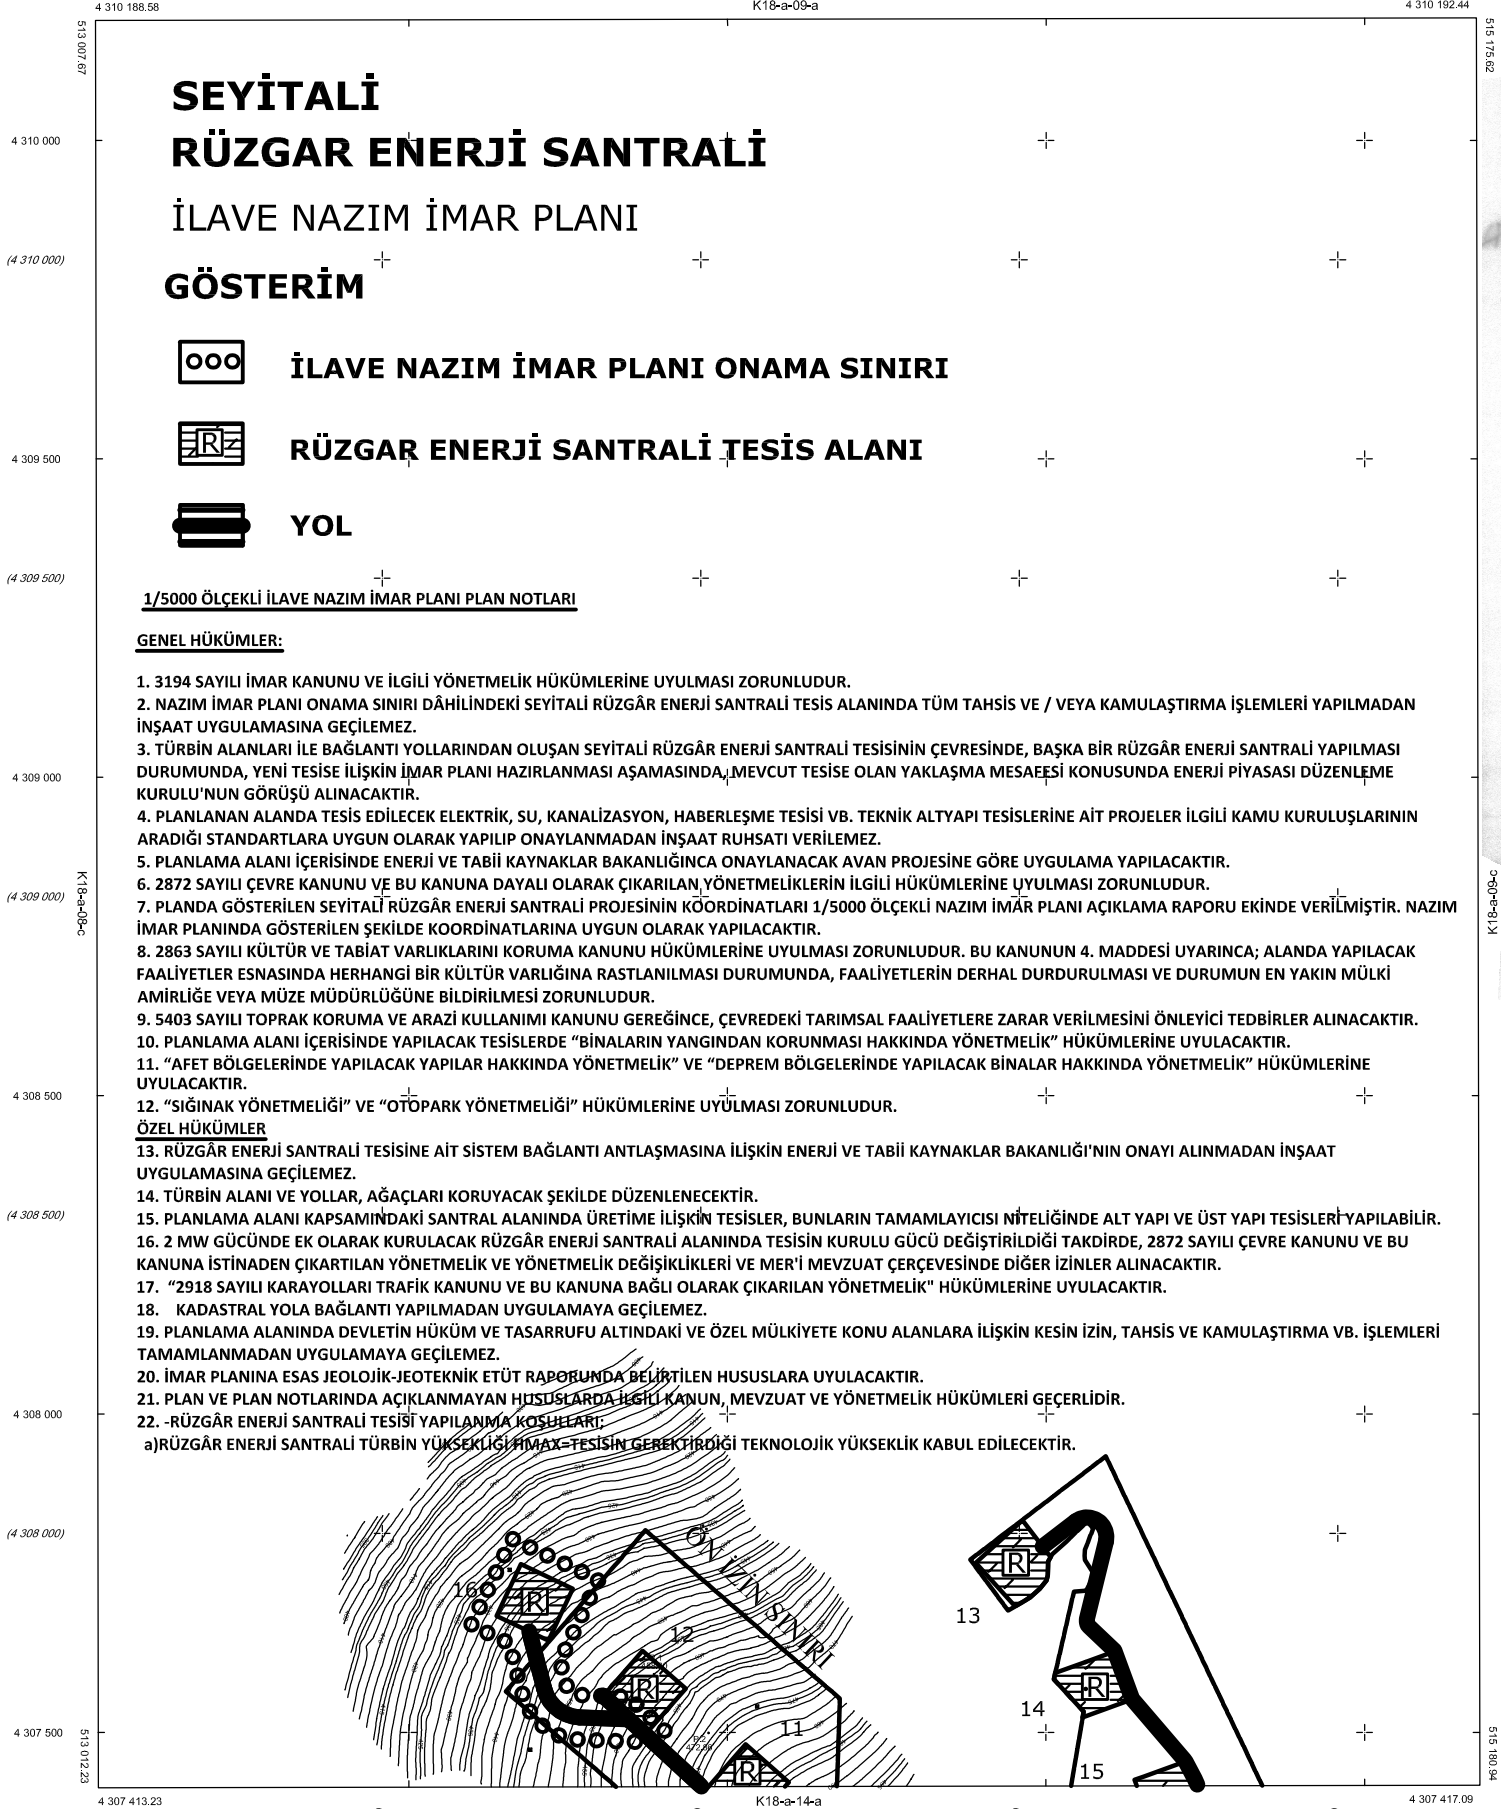 4 310 188.58
K18-a-09-a
4 310 192.44
513 007.67
515 175.62
SEYİTALİ
4 310 000
RÜZGAR ENERJİ SANTRALİ
İLAVE NAZIM İMAR PLANI
(4 310 000)
GÖSTERİM
İLAVE NAZIM İMAR PLANI ONAMA SINIRI
R
RÜZGAR ENERJİ SANTRALİ TESİS ALANI
4 309 500
YOL
(4 309 500)
1/5000 ÖLÇEKLİ İLAVE NAZIM İMAR PLANI PLAN NOTLARI
GENEL HÜKÜMLER:
1. 3194 SAYILI İMAR KANUNU VE İLGİLİ YÖNETMELİK HÜKÜMLERİNE UYULMASI ZORUNLUDUR.
2. NAZIM İMAR PLANI ONAMA SINIRI DÂHİLİNDEKİ SEYİTALİ RÜZGÂR ENERJİ SANTRALİ TESİS ALANINDA TÜM TAHSİS VE / VEYA KAMULAŞTIRMA İŞLEMLERİ YAPILMADAN
İNŞAAT UYGULAMASINA GEÇİLEMEZ.
3. TÜRBİN ALANLARI İLE BAĞLANTI YOLLARINDAN OLUŞAN SEYİTALİ RÜZGÂR ENERJİ SANTRALİ TESİSİNİN ÇEVRESİNDE, BAŞKA BİR RÜZGÂR ENERJİ SANTRALİ YAPILMASI
4 309 000
DURUMUNDA, YENİ TESİSE İLİŞKİN İMAR PLANI HAZIRLANMASI AŞAMASINDA, MEVCUT TESİSE OLAN YAKLAŞMA MESAFESİ KONUSUNDA ENERJİ PİYASASI DÜZENLEME
KURULU'NUN GÖRÜŞÜ ALINACAKTIR.
4. PLANLANAN ALANDA TESİS EDİLECEK ELEKTRİK, SU, KANALİZASYON, HABERLEŞME TESİSİ VB. TEKNİK ALTYAPI TESİSLERİNE AİT PROJELER İLGİLİ KAMU KURULUŞLARININ
ARADIĞI STANDARTLARA UYGUN OLARAK YAPILIP ONAYLANMADAN İNŞAAT RUHSATI VERİLEMEZ.
5. PLANLAMA ALANI İÇERİSİNDE ENERJİ VE TABİİ KAYNAKLAR BAKANLIĞINCA ONAYLANACAK AVAN PROJESİNE GÖRE UYGULAMA YAPILACAKTIR.
6. 2872 SAYILI ÇEVRE KANUNU VE BU KANUNA DAYALI OLARAK ÇIKARILAN YÖNETMELİKLERİN İLGİLİ HÜKÜMLERİNE UYULMASI ZORUNLUDUR.
(4 309 000)
K18-a-08-c
K18-a-09-c
7. PLANDA GÖSTERİLEN SEYİTALİ RÜZGÂR ENERJİ SANTRALİ PROJESİNİN KOORDİNATLARI 1/5000 ÖLÇEKLİ NAZIM İMAR PLANI AÇIKLAMA RAPORU EKİNDE VERİLMİŞTİR. NAZIM
İMAR PLANINDA GÖSTERİLEN ŞEKİLDE KOORDİNATLARINA UYGUN OLARAK YAPILACAKTIR.
8. 2863 SAYILI KÜLTÜR VE TABİAT VARLIKLARINI KORUMA KANUNU HÜKÜMLERİNE UYULMASI ZORUNLUDUR. BU KANUNUN 4. MADDESİ UYARINCA; ALANDA YAPILACAK
FAALİYETLER ESNASINDA HERHANGİ BİR KÜLTÜR VARLIĞINA RASTLANILMASI DURUMUNDA, FAALİYETLERİN DERHAL DURDURULMASI VE DURUMUN EN YAKIN MÜLKİ
AMİRLİĞE VEYA MÜZE MÜDÜRLÜĞÜNE BİLDİRİLMESİ ZORUNLUDUR.
9. 5403 SAYILI TOPRAK KORUMA VE ARAZİ KULLANIMI KANUNU GEREĞİNCE, ÇEVREDEKİ TARIMSAL FAALİYETLERE ZARAR VERİLMESİNİ ÖNLEYİCİ TEDBİRLER ALINACAKTIR.
10. PLANLAMA ALANI İÇERİSİNDE YAPILACAK TESİSLERDE “BİNALARIN YANGINDAN KORUNMASI HAKKINDA YÖNETMELİK” HÜKÜMLERİNE UYULACAKTIR.
11. “AFET BÖLGELERİNDE YAPILACAK YAPILAR HAKKINDA YÖNETMELİK” VE “DEPREM BÖLGELERİNDE YAPILACAK BİNALAR HAKKINDA YÖNETMELİK” HÜKÜMLERİNE
UYULACAKTIR.
4 308 500
12. “SIĞINAK YÖNETMELİĞİ” VE “OTOPARK YÖNETMELİĞİ” HÜKÜMLERİNE UYULMASI ZORUNLUDUR.
ÖZEL HÜKÜMLER
13. RÜZGÂR ENERJİ SANTRALİ TESİSİNE AİT SİSTEM BAĞLANTI ANTLAŞMASINA İLİŞKİN ENERJİ VE TABİİ KAYNAKLAR BAKANLIĞI'NIN ONAYI ALINMADAN İNŞAAT
UYGULAMASINA GEÇİLEMEZ.
14. TÜRBİN ALANI VE YOLLAR, AĞAÇLARI KORUYACAK ŞEKİLDE DÜZENLENECEKTİR.
(4 308 500)
15. PLANLAMA ALANI KAPSAMINDAKİ SANTRAL ALANINDA ÜRETİME İLİŞKİN TESİSLER, BUNLARIN TAMAMLAYICISI NİTELİĞİNDE ALT YAPI VE ÜST YAPI TESİSLERİ YAPILABİLİR.
16. 2 MW GÜCÜNDE EK OLARAK KURULACAK RÜZGÂR ENERJİ SANTRALİ ALANINDA TESİSİN KURULU GÜCÜ DEĞİŞTİRİLDİĞİ TAKDİRDE, 2872 SAYILI ÇEVRE KANUNU VE BU
KANUNA İSTİNADEN ÇIKARTILAN YÖNETMELİK VE YÖNETMELİK DEĞİŞİKLİKLERİ VE MER'İ MEVZUAT ÇERÇEVESİNDE DİĞER İZİNLER ALINACAKTIR.
17. “2918 SAYILI KARAYOLLARI TRAFİK KANUNU VE BU KANUNA BAĞLI OLARAK ÇIKARILAN YÖNETMELİK" HÜKÜMLERİNE UYULACAKTIR.
18. KADASTRAL YOLA BAĞLANTI YAPILMADAN UYGULAMAYA GEÇİLEMEZ.
19. PLANLAMA ALANINDA DEVLETİN HÜKÜM VE TASARRUFU ALTINDAKİ VE ÖZEL MÜLKİYETE KONU ALANLARA İLİŞKİN KESİN İZİN, TAHSİS VE KAMULAŞTIRMA VB. İŞLEMLERİ
TAMAMLANMADAN UYGULAMAYA GEÇİLEMEZ.
20. İMAR PLANINA ESAS JEOLOJİK-JEOTEKNİK ETÜT RAPORUNDA BELİRTİLEN HUSUSLARA UYULACAKTIR.
21. PLAN VE PLAN NOTLARINDA AÇIKLANMAYAN HUSUSLARDA İLGİLİ KANUN, MEVZUAT VE YÖNETMELİK HÜKÜMLERİ GEÇERLİDİR.
4 308 000
22. -RÜZGÂR ENERJİ SANTRALİ TESİSİ YAPILANMA KOŞULLARI;
a)RÜZGÂR ENERJİ SANTRALİ TÜRBİN YÜKSEKLİĞİ HMAX=TESİSİN GEREKTİRDİĞİ TEKNOLOJİK YÜKSEKLİK KABUL EDİLECEKTİR.
(4 308 000)
ÖN İZİN SINIRI
R
16
R
13
12
R
R
14
11
4 307 500
R
15
513 012.23
515 180.94
4 307 413.23
K18-a-14-a
4 307 417.09